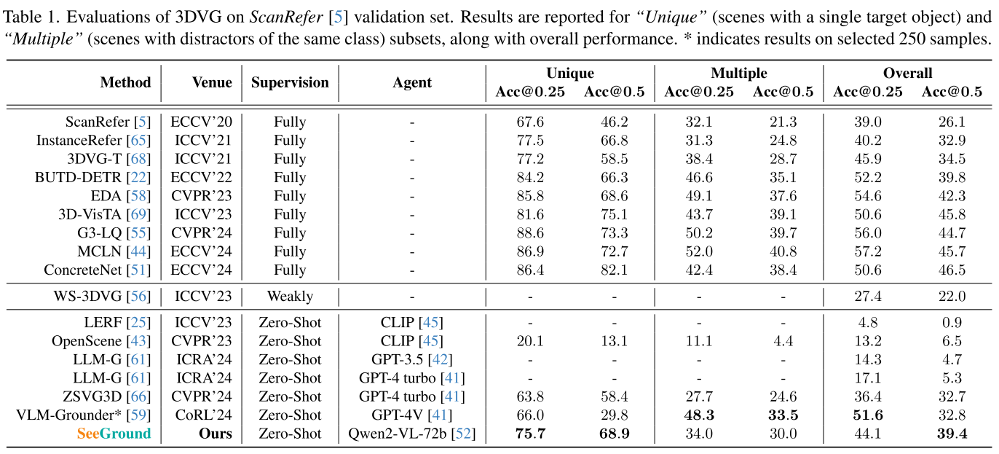 Table 1. Evaluations of 3DVG on ScanRefer [5] validation set. Results are reported for “Unique” (scenes with a single target object) and
“Multiple” (scenes with distractors of the same class) subsets, along with overall performance. * indicates results on selected 250 samples.
Method Venue Supervision Agent Unique Multiple Overall
Acc@0.25 Acc@0.5 Acc@0.25 Acc@0.5 Acc@0.25 Acc@0.5
ScanRefer [5] ECCV’20 Fully - 67.6 46.2 32.1 21.3 39.0 26.1
InstanceRefer [65] ICCV’21 Fully - 77.5 66.8 31.3 24.8 40.2 32.9
3DVG-T [68] ICCV’21 Fully - 77.2 58.5 38.4 28.7 45.9 34.5
BUTD-DETR [22] ECCV’22 Fully - 84.2 66.3 46.6 35.1 52.2 39.8
EDA [58] CVPR’23 Fully - 85.8 68.6 49.1 37.6 54.6 42.3
3D-VisTA [69] ICCV’23 Fully - 81.6 75.1 43.7 39.1 50.6 45.8
G3-LQ [55] CVPR’24 Fully - 88.6 73.3 50.2 39.7 56.0 44.7
MCLN [44] ECCV’24 Fully - 86.9 72.7 52.0 40.8 57.2 45.7
ConcreteNet [51] ECCV’24 Fully - 86.4 82.1 42.4 38.4 50.6 46.5
WS-3DVG [56] ICCV’23 Weakly - - - - - 27.4 22.0
LERF [25] ICCV’23 Zero-Shot CLIP [45] - - - - 4.8 0.9
OpenScene [43] CVPR’23 Zero-Shot CLIP [45] 20.1 13.1 11.1 4.4 13.2 6.5
LLM-G [61] ICRA’24 Zero-Shot GPT-3.5 [42] - - - - 14.3 4.7
LLM-G [61] ICRA’24 Zero-Shot GPT-4 turbo [41] - - - - 17.1 5.3
ZSVG3D [66] CVPR’24 Zero-Shot GPT-4 turbo [41] 63.8 58.4 27.7 24.6 36.4 32.7
VLM-Grounder* [59] CoRL’24 Zero-Shot GPT-4V [41] 66.0 29.8 48.3 33.5 51.6 32.8
SeeGround Ours Zero-Shot Qwen2-VL-72b [52] 75.7 68.9 34.0 30.0 44.1 39.4